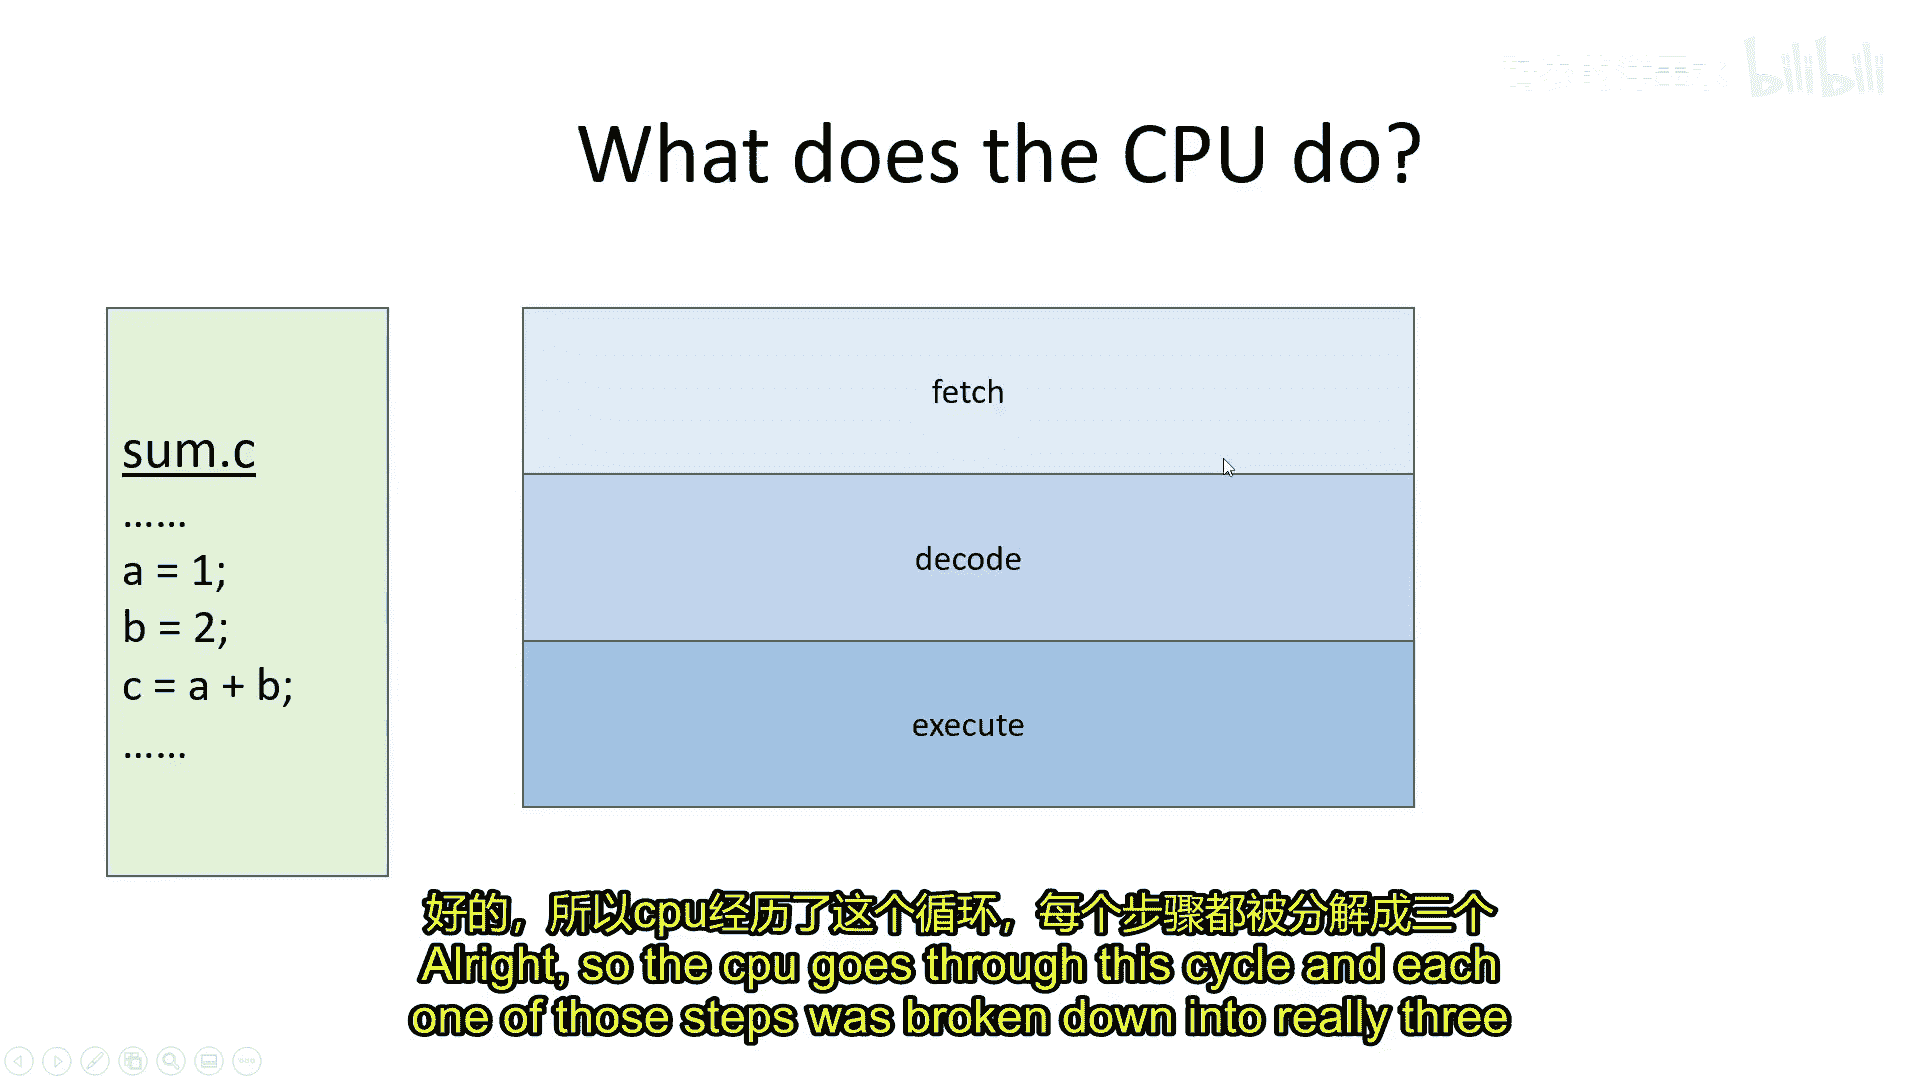 bilibili
What does the CPU do?
sum.c
......
a = 1;
b = 2;
c = a + b;
......
fetch
decode
execute
好的，所以cpu经历了这个循环，每个步骤都被分解成三个
Alright, so the cpu goes through this cycle and each
one of those steps was broken down into really three